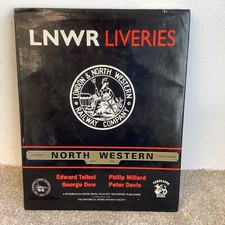 LNWR LIVERIES
LONDON & NORTH WESTERN
RAILWAY COMPANY
NORTH WESTERN
Edward Talbot Philip Millard
George Dow Peter Davis